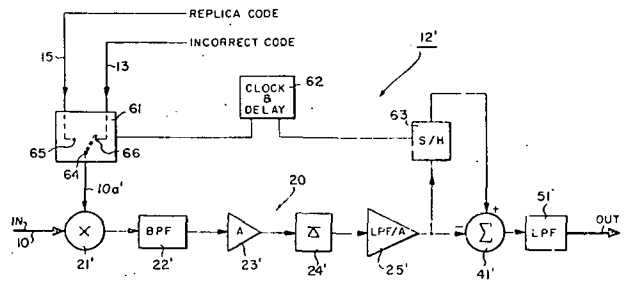 REPLICA CODE
INCORRECT CODE
15
13
12'
61
62
CLOCK
&
DELAY
63
S/H
65
64
66
10a'
20
51'
IN
10
×
BPF
A
Δ
LPF/A
−
+
Σ
LPF
OUT
21'
22'
23'
24'
25'
41'